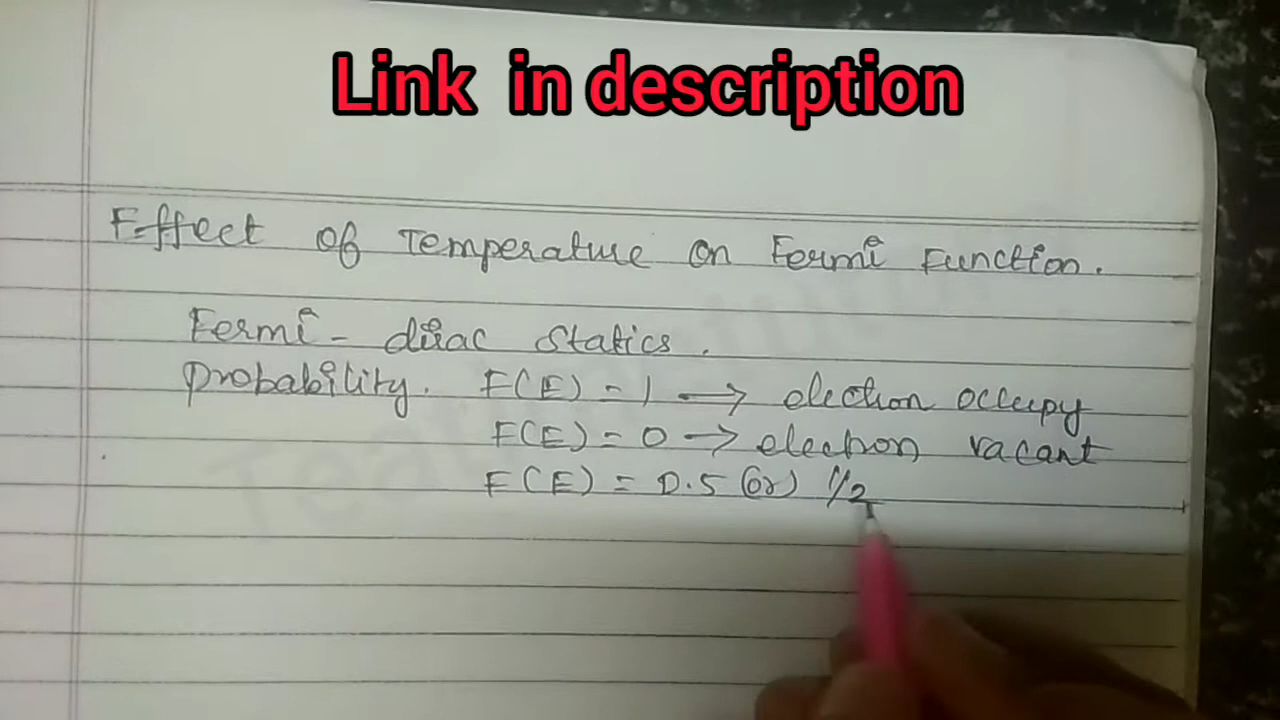 Link in description
Effect of Temperature on Fermi Function.
Fermi - dirac Statics.
Probability. F(E) = 1 → electron occupy
F(E) = 0 → electron vacant
F(E) = 0.5 (or) 1/2